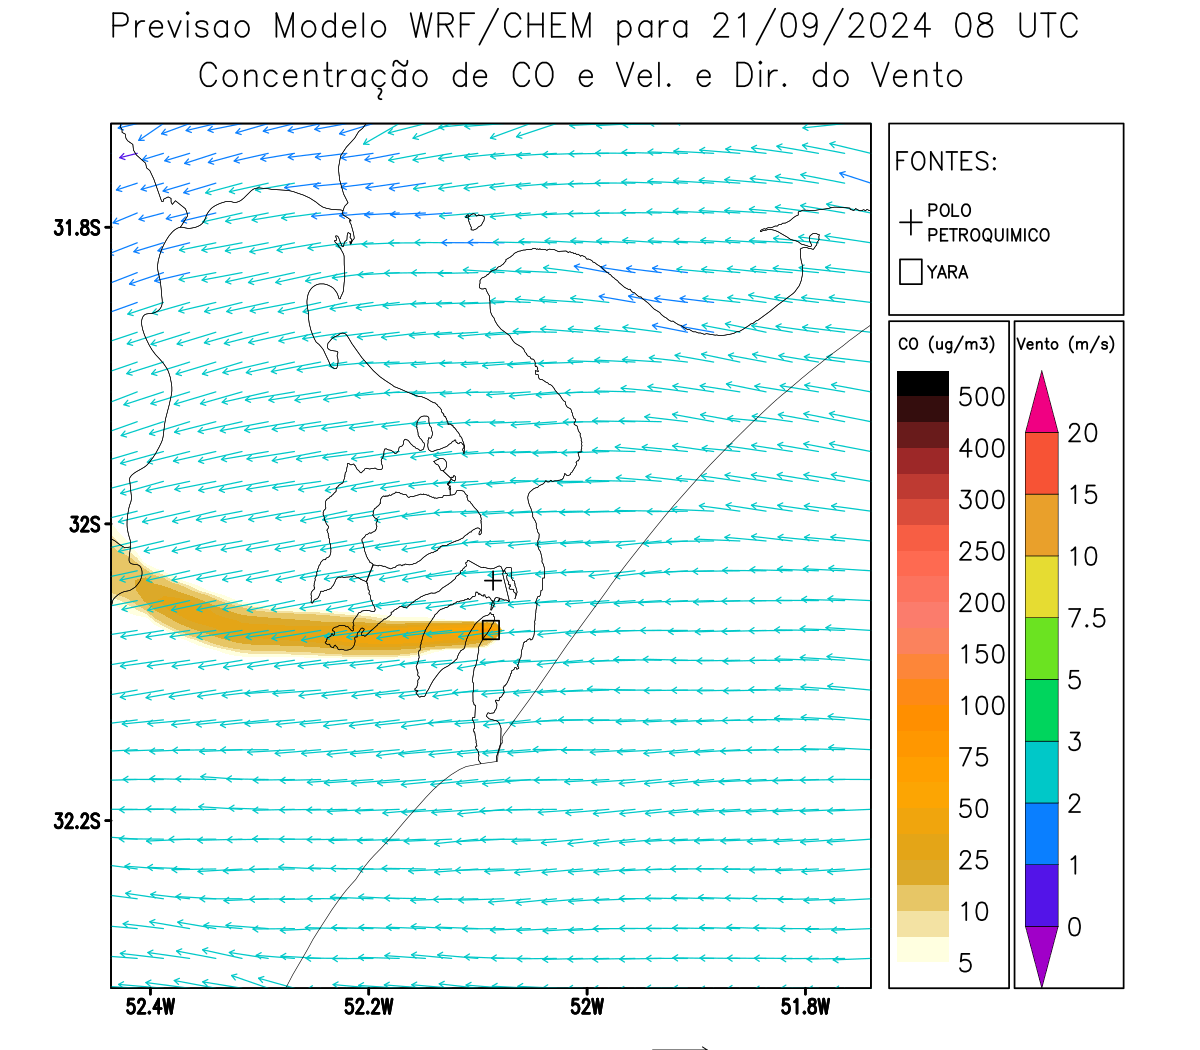 Previsao Modelo WRF/CHEM para 21/09/2024 08 UTC
Concentração de CO e Vel. e Dir. do Vento
FONTES:
POLO
PETROQUIMICO
YARA
31.8S
32S
32.2S
52.4W
52.2W
52W
51.8W
CO (ug/m3)
500
400
300
250
200
150
100
75
50
25
10
5
Vento (m/s)
20
15
10
7.5
5
3
2
1
0